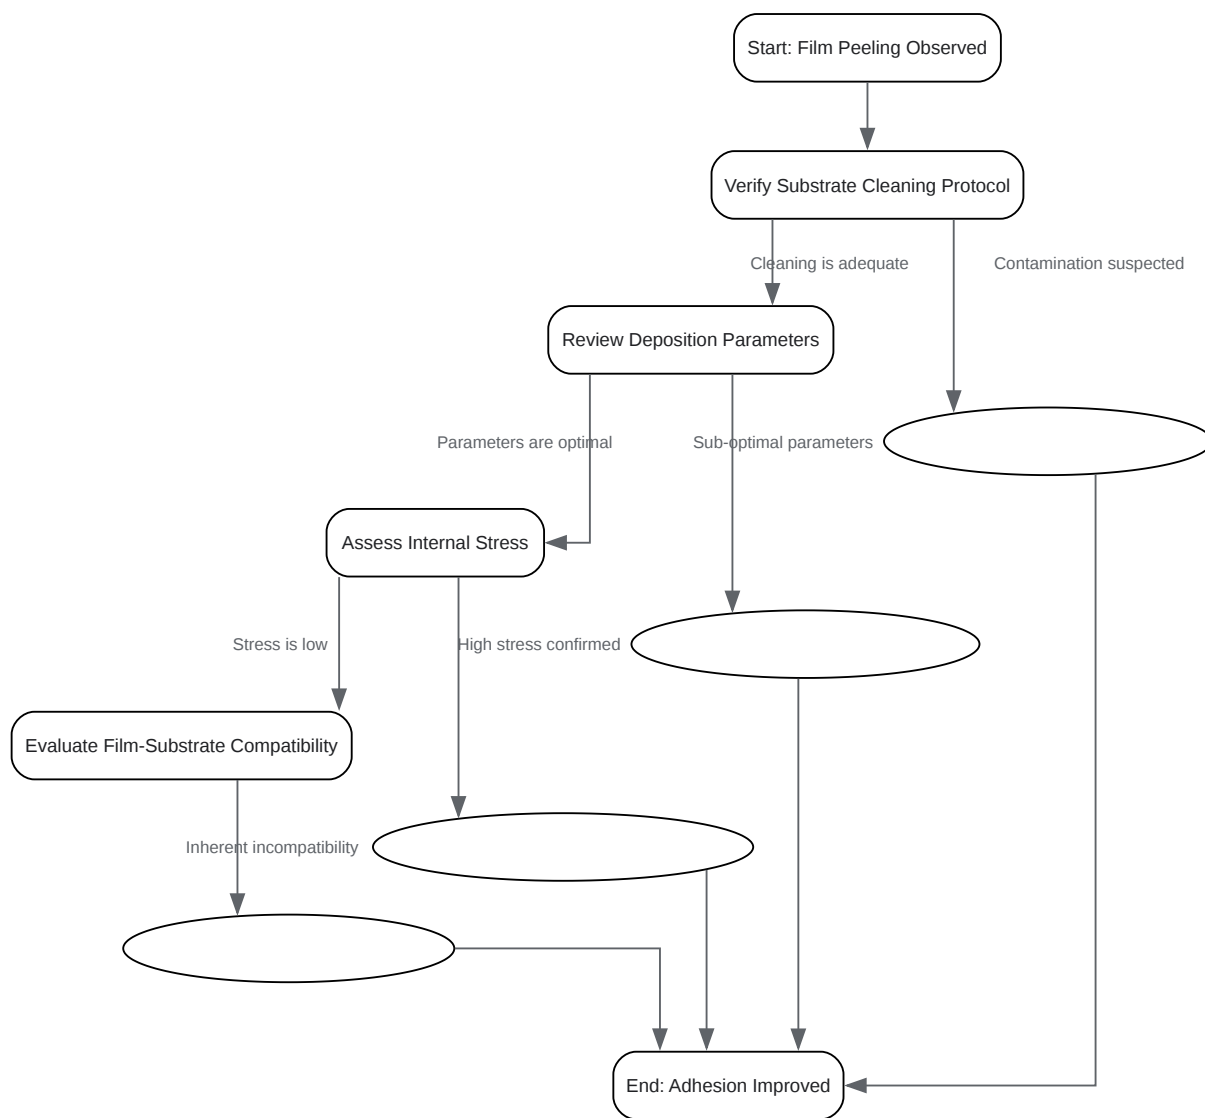 Start: Film Peeling Observed
Verify Substrate Cleaning Protocol
Cleaning is adequate
Contamination suspected
Review Deposition Parameters
Parameters are optimal
Sub-optimal parameters
Assess Internal Stress
Stress is low
High stress confirmed
Evaluate Film-Substrate Compatibility
Inherent incompatibility
End: Adhesion Improved